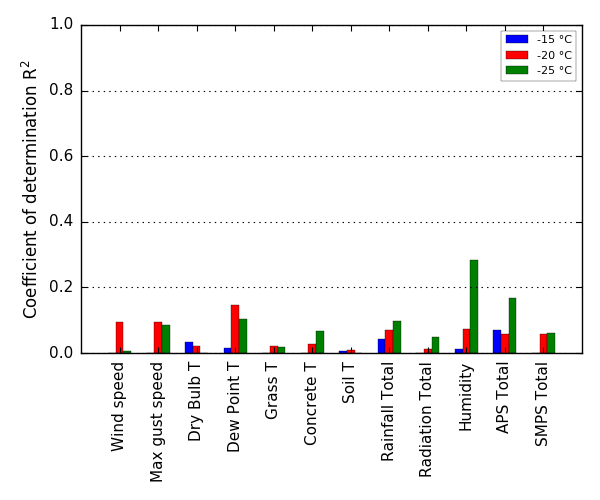 1.0
0.8
0.6
0.4
0.2
0.0
Coefficient of determination R²
-15 °C
-20 °C
-25 °C
Wind speed
Max gust speed
Dry Bulb T
Dew Point T
Grass T
Concrete T
Soil T
Rainfall Total
Radiation Total
Humidity
APS Total
SMPS Total